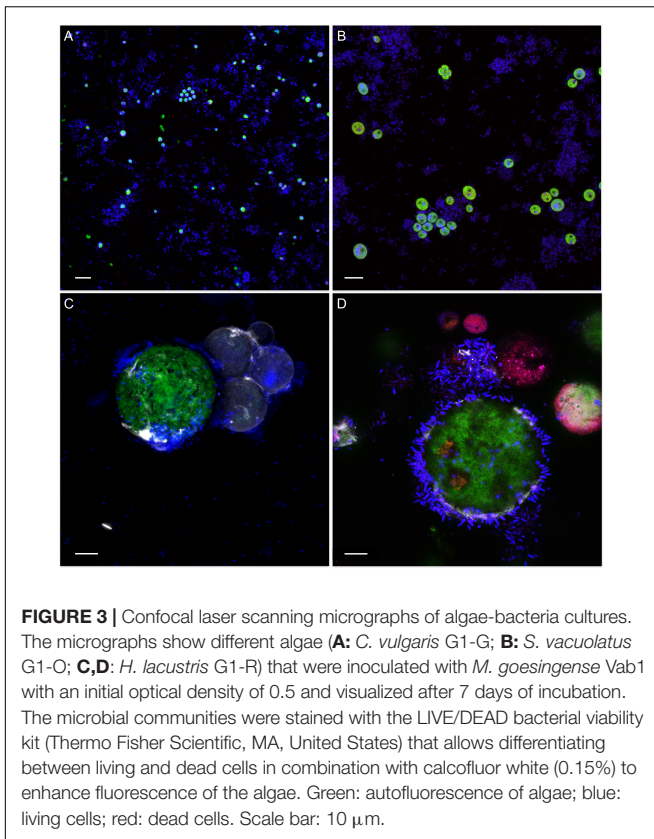 A
B
C
D
FIGURE 3 | Confocal laser scanning micrographs of algae-bacteria cultures.
The micrographs show different algae (A: C. vulgaris G1-G; B: S. vacuolatus
G1-O; C,D: H. lacustris G1-R) that were inoculated with M. goesingense Vab1
with an initial optical density of 0.5 and visualized after 7 days of incubation.
The microbial communities were stained with the LIVE/DEAD bacterial viability
kit (Thermo Fisher Scientific, MA, United States) that allows differentiating
between living and dead cells in combination with calcofluor white (0.15%) to
enhance fluorescence of the algae. Green: autofluorescence of algae; blue:
living cells; red: dead cells. Scale bar: 10 μm.